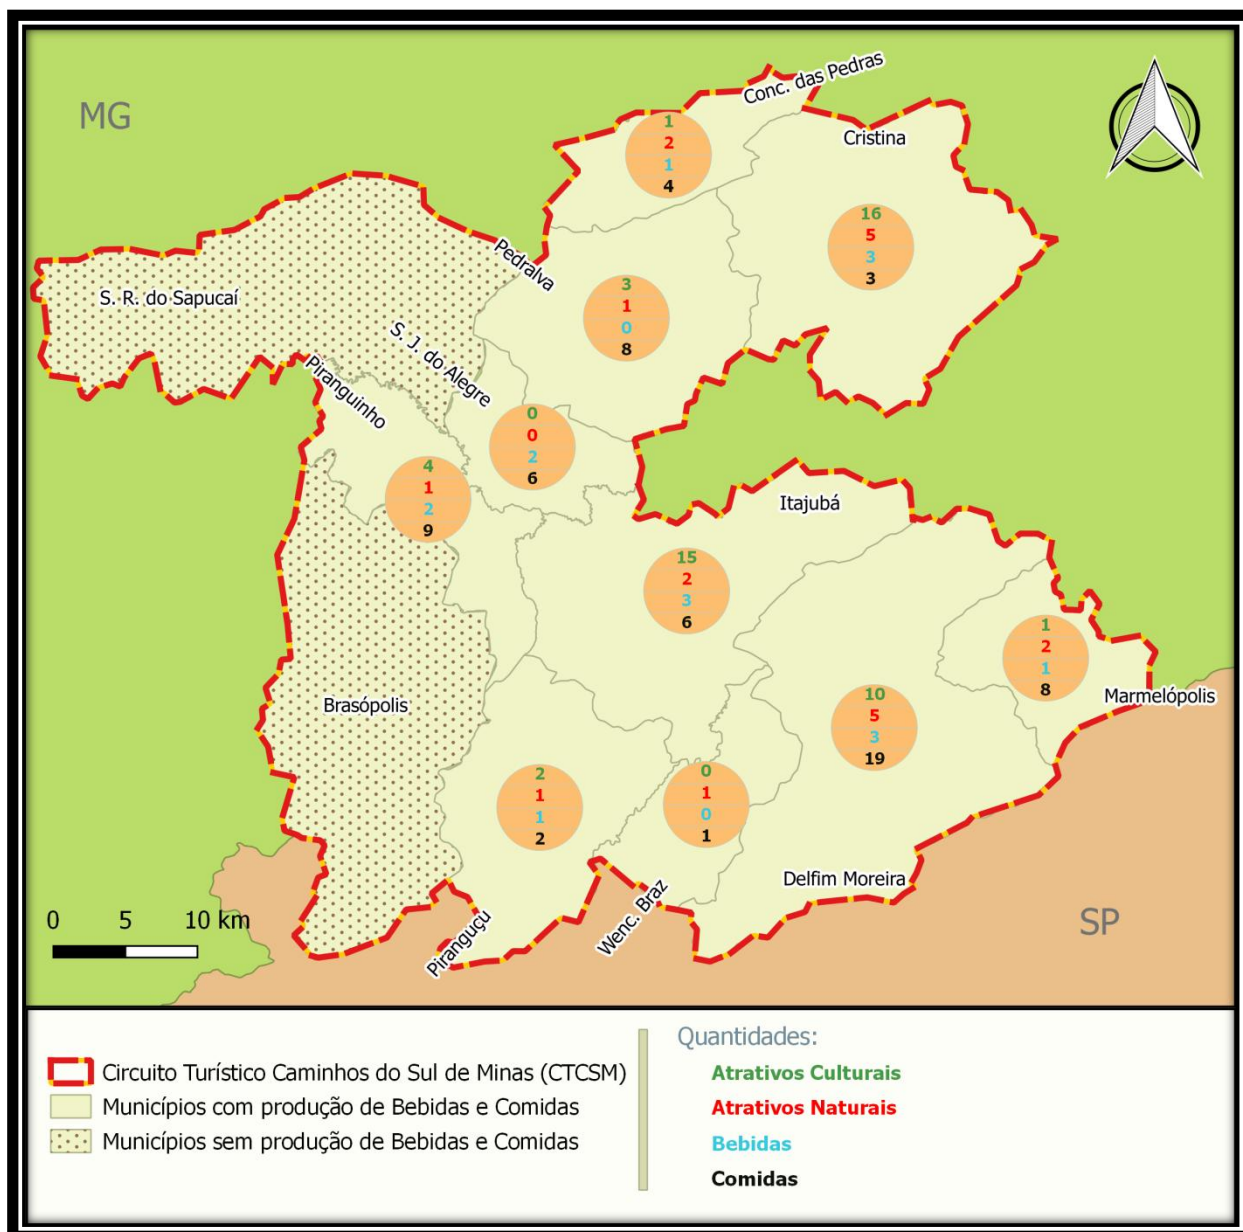 MG
Conc. das Pedras
Cristina
1
2
1
4
16
5
3
3
Pedralva
3
1
0
8
S. R. do Sapucaí
S. J. do Alegre
Piranguinho
0
0
2
6
4
1
2
9
Itajubá
15
2
3
6
1
2
1
8
Marmelópolis
Brasópolis
10
5
3
19
2
1
1
2
0
1
0
1
Delfim Moreira
Wenc. Braz
Piranguçu
SP
0 5 10 km
Circuito Turístico Caminhos do Sul de Minas (CTCSM)
Municípios com produção de Bebidas e Comidas
Municípios sem produção de Bebidas e Comidas
Quantidades:
Atrativos Culturais
Atrativos Naturais
Bebidas
Comidas